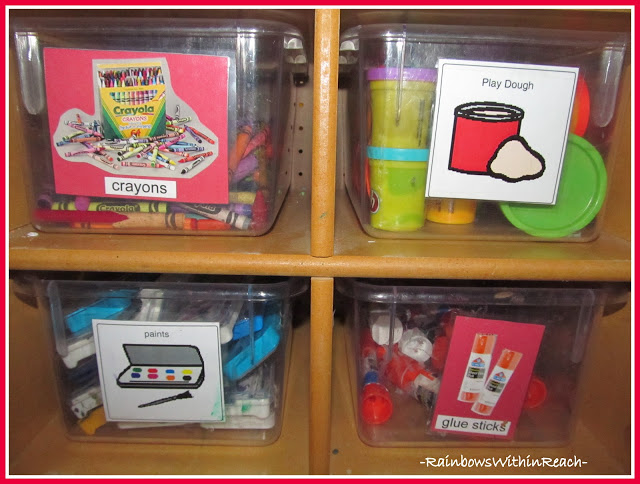 Crayola
CRAYONS
crayons
Play Dough
paints
glue sticks
-RainbowsWithinReach-